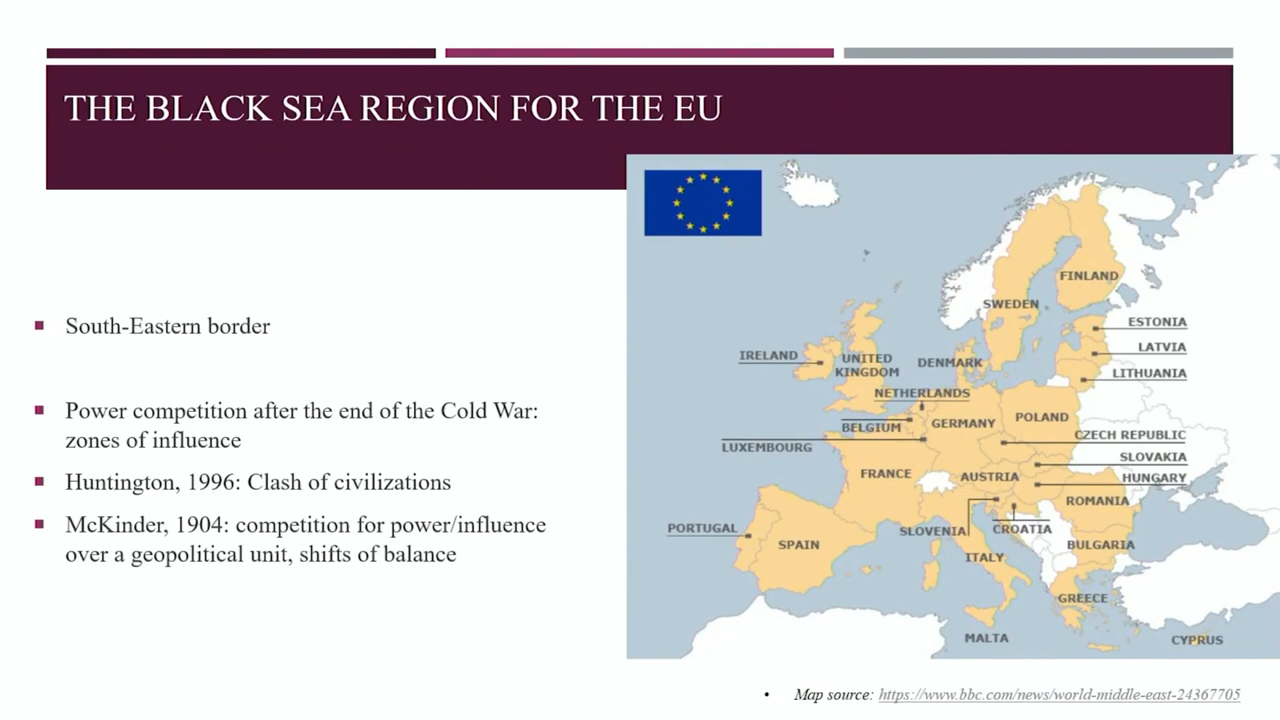 THE BLACK SEA REGION FOR THE EU
South-Eastern border
Power competition after the end of the Cold War:
zones of influence
Huntington, 1996: Clash of civilizations
McKinder, 1904: competition for power/influence
over a geopolitical unit, shifts of balance
FINLAND
SWEDEN
ESTONIA
LATVIA
LITHUANIA
IRELAND
UNITED
KINGDOM
DENMARK
NETHERLANDS
BELGIUM
LUXEMBOURG
GERMANY
POLAND
CZECH REPUBLIC
SLOVAKIA
HUNGARY
FRANCE
AUSTRIA
ROMANIA
PORTUGAL
SPAIN
SLOVENIA
CROATIA
ITALY
BULGARIA
GREECE
MALTA
CYPRUS
Map source: https://www.bbc.com/news/world-middle-east-24367705